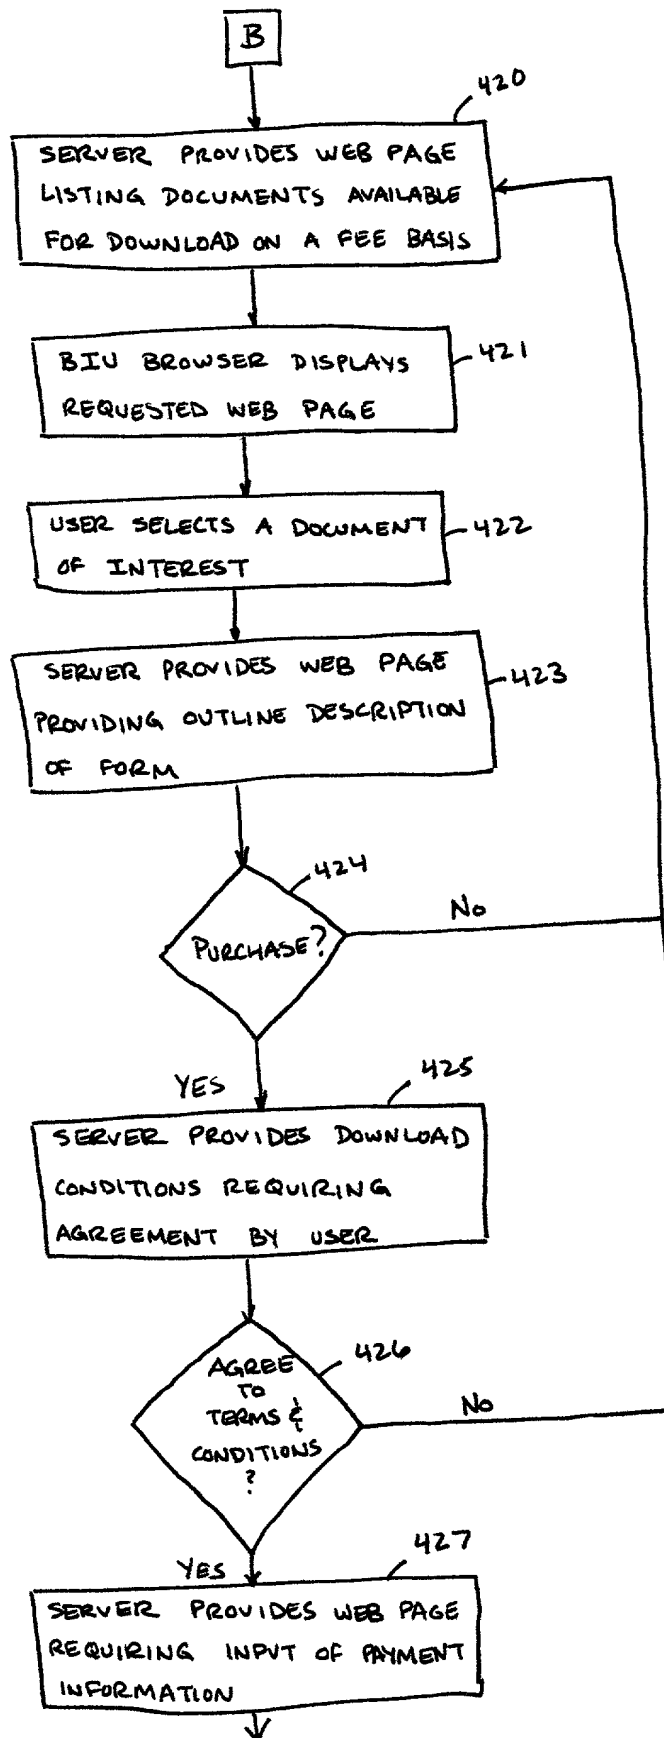 B
420
SERVER PROVIDES WEB PAGE
LISTING DOCUMENTS AVAILABLE
FOR DOWNLOAD ON A FEE BASIS
BIU BROWSER DISPLAYS
REQUESTED WEB PAGE
421
USER SELECTS A DOCUMENT
OF INTEREST
422
SERVER PROVIDES WEB PAGE
PROVIDING OUTLINE DESCRIPTION
OF FORM
423
424
PURCHASE?
No
YES
425
SERVER PROVIDES DOWNLOAD
CONDITIONS REQUIRING
AGREEMENT BY USER
426
AGREE
TO
TERMS &
CONDITIONS
?
No
YES
427
SERVER PROVIDES WEB PAGE
REQUIRING INPUT OF PAYMENT
INFORMATION